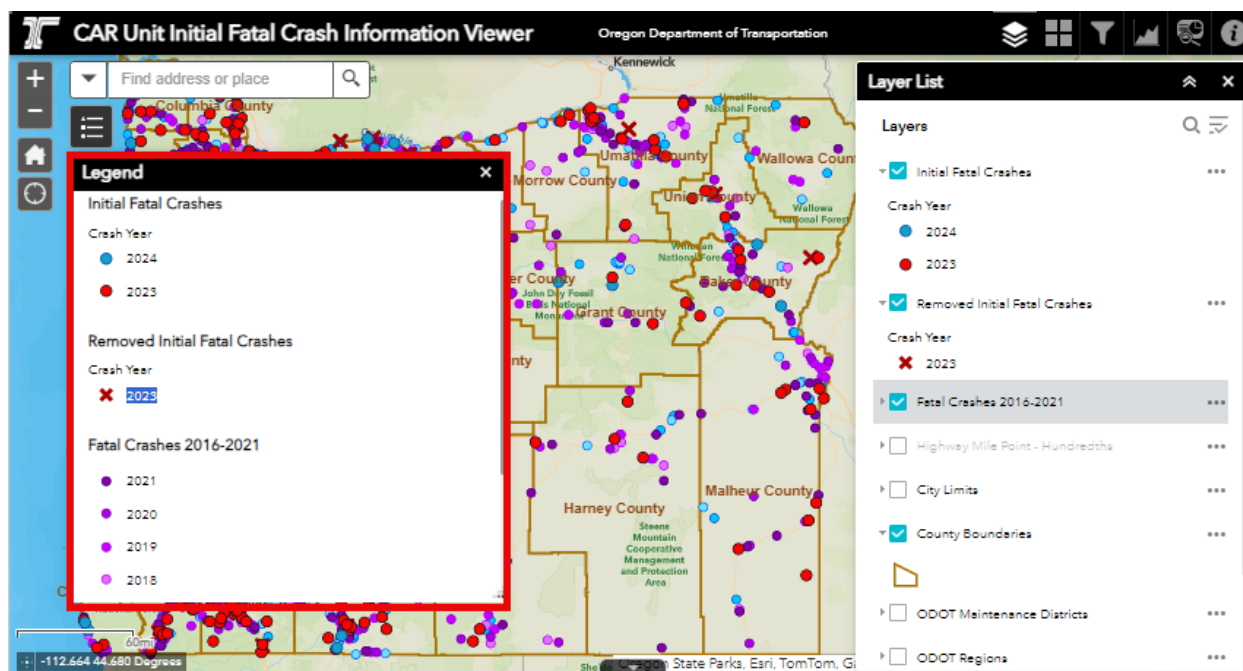 CAR Unit Initial Fatal Crash Information Viewer
Oregon Department of Transportation
Find address or place
Kennewick
Columbia County
Umatilla
National Forest
Umatilla County
Wallowa Coun
Morrow County
Union County
Wallowa
National Forest
National Fores
er County
Baker County
John Day Fossil
Beds National
Monument
Grant County
nty
Malheur County
Harney County
Steens
Mountain
Cooperative
Management
and Protection
Area
Legend
Initial Fatal Crashes
Crash Year
2024
2023
Removed Initial Fatal Crashes
Crash Year
2023
Fatal Crashes 2016-2021
2021
2020
2019
2018
60mi
-112.664 44.680 Degrees
Oregon State Parks, Esri, TomTom, G
Layer List
Layers
Initial Fatal Crashes
Crash Year
2024
2023
Removed Initial Fatal Crashes
Crash Year
2023
Fatal Crashes 2016-2021
Highway Mile Point - Hundredths
City Limits
County Boundaries
ODOT Maintenance Districts
ODOT Regions